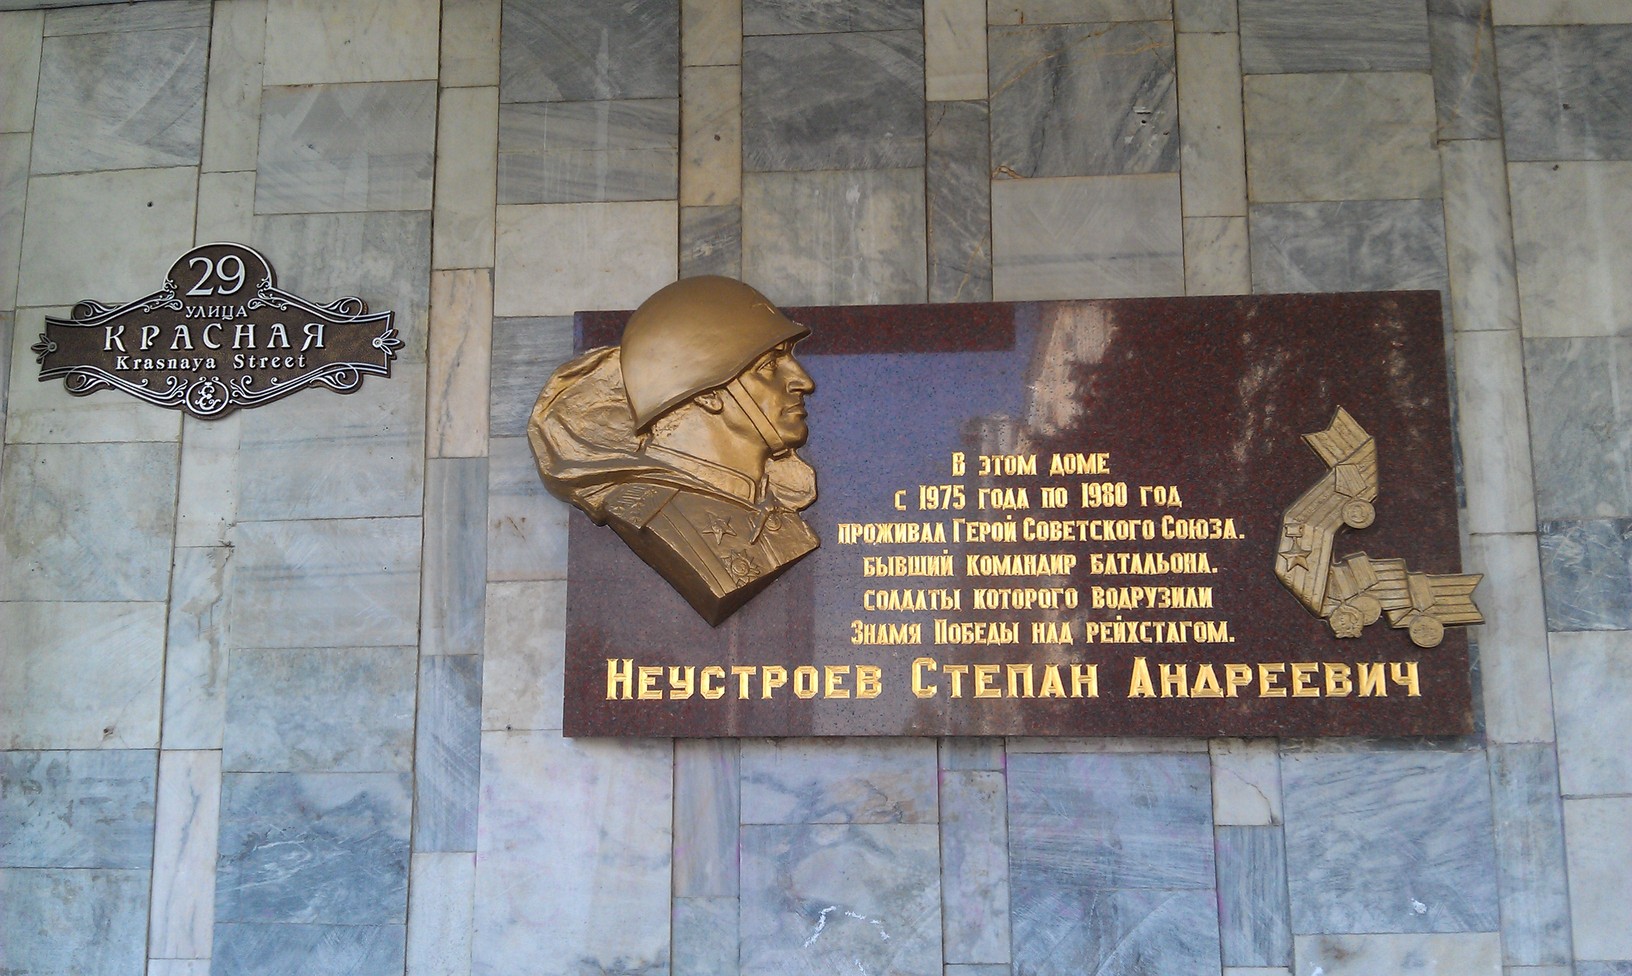 29
УЛИЦА
КРАСНАЯ
Krasnaya Street
В ЭТОМ ДОМЕ
С 1975 ГОДА ПО 1980 ГОД
ПРОЖИВАЛ ГЕРОЙ СОВЕТСКОГО СОЮЗА.
БЫВШИЙ КОМАНДИР БАТАЛЬОНА.
СОЛДАТЫ КОТОРОГО ВОДРУЗИЛИ
ЗНАМЯ ПОБЕДЫ НАД РЕЙХСТАГОМ.
НЕУСТРОЕВ СТЕПАН АНДРЕЕВИЧ